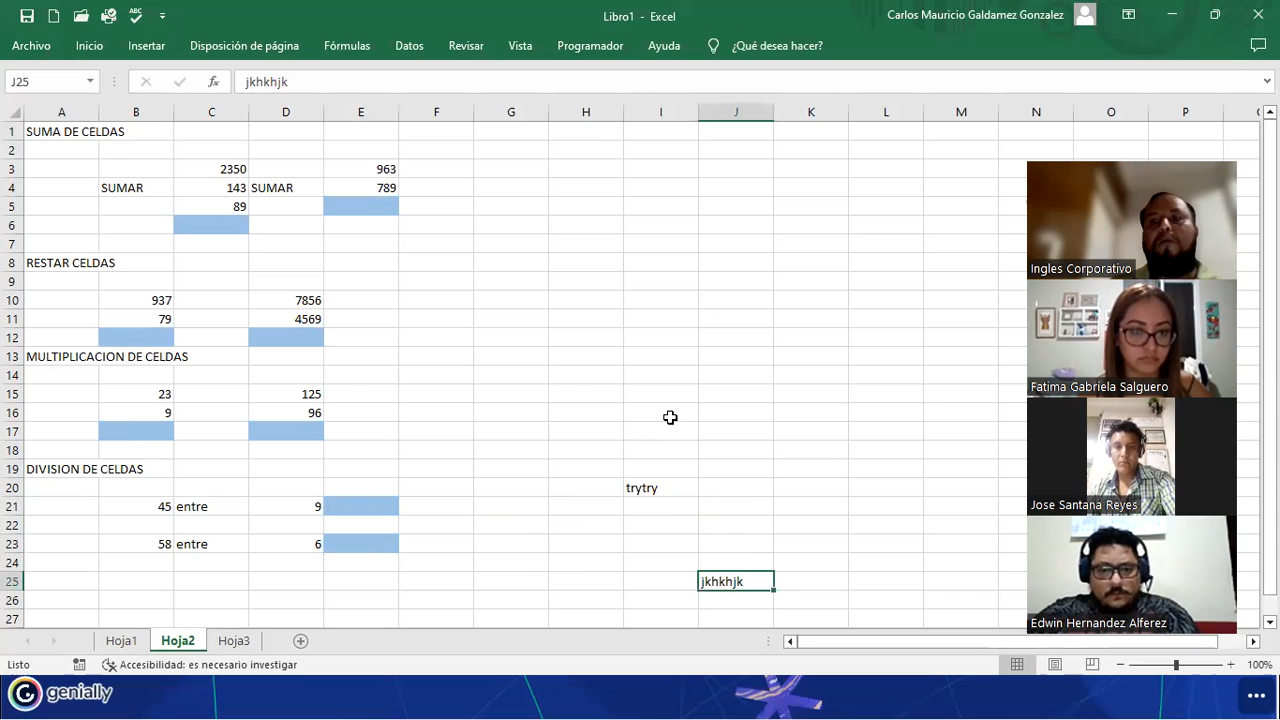 Libro1 - Excel
Carlos Mauricio Galdamez Gonzalez
Archivo Inicio Insertar Disposición de página Fórmulas Datos Revisar Vista Programador Ayuda ¿Qué desea hacer?
J25 fx jkhkhjk
A B C D E F G H I J K L M N O P
1 SUMA DE CELDAS
2
3 2350 963
4 SUMAR 143 SUMAR 789
5 89
6
7
8 RESTAR CELDAS
9
10 937 7856
11 79 4569
12
13 MULTIPLICACION DE CELDAS
14
15 23 125
16 9 96
17
18
19 DIVISION DE CELDAS
20 trytry
21 45 entre 9
22
23 58 entre 6
24
25 jkhkhjk
26
27
Ingles Corporativo
Fatima Gabriela Salguero
Jose Santana Reyes
Edwin Hernandez Alferez
Hoja1 Hoja2 Hoja3
Listo Accesibilidad: es necesario investigar 100%
genially